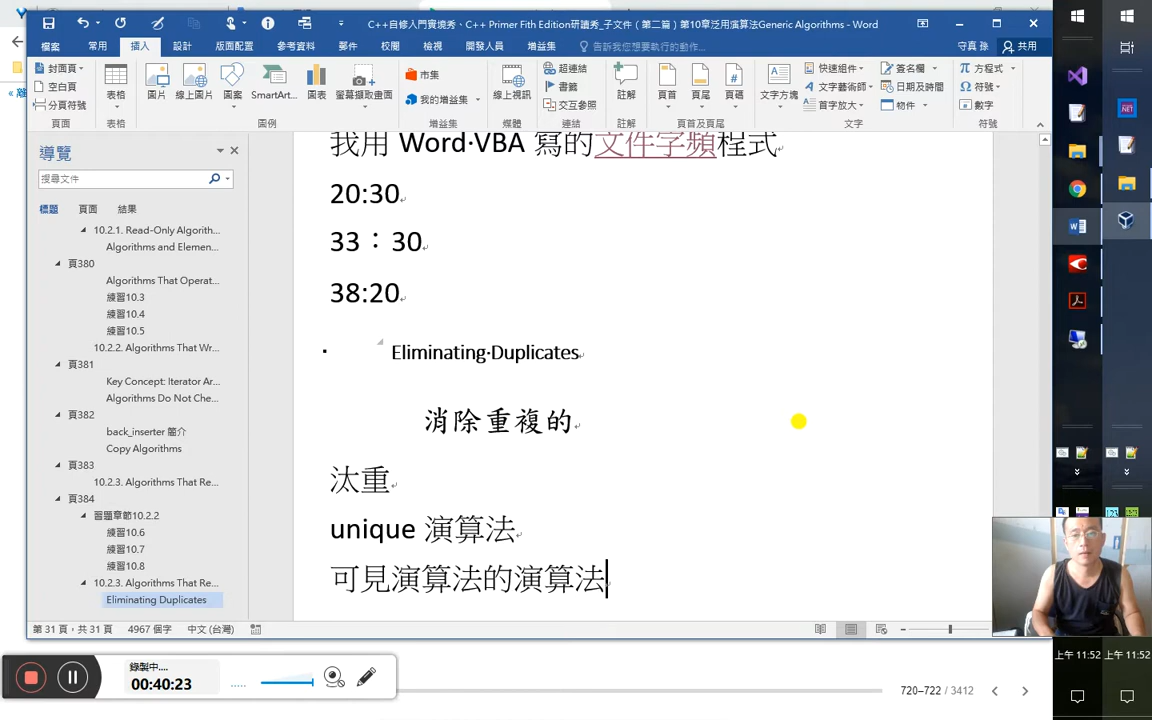 C++自修入門實境秀、C++ Primer Fith Edition研讀秀_子文件（第二篇）第10章泛用演算法Generic Algorithms - Word
檔案 常用 插入 設計 版面配置 參考資料 郵件 校閱 檢視 開發人員 增益集 告訴我您想要執行的動作... 守真 孫 共用
封面頁 空白頁 分頁符號 頁面
表格 表格
圖片 線上圖片 圖案 SmartArt... 圖表 螢幕擷取畫面 圖例
市集 我的增益集 增益集
線上視訊 媒體
超連結 書籤 交互參照 連結
註解 註解
頁首 頁尾 頁碼 頁首及頁尾
文字方塊 快速組件 文字藝術師 首字放大 簽名欄 日期及時間 物件 文字
方程式 符號 數字 符號
導覽
搜尋文件
標題 頁面 結果
10.2.1. Read-Only Algorith...
Algorithms and Elemen...
頁380
Algorithms That Operat...
練習10.3
練習10.4
練習10.5
10.2.2. Algorithms That Wr...
頁381
Key Concept: Iterator Ar...
Algorithms Do Not Che...
頁382
back_inserter 簡介
Copy Algorithms
頁383
10.2.3. Algorithms That Re...
頁384
習題章節10.2.2
練習10.6
練習10.7
練習10.8
10.2.3. Algorithms That Re...
Eliminating Duplicates
我用 Word·VBA 寫的文件字頻程式
20:30
33：30
38:20
Eliminating·Duplicates
消除重複的
汰重
unique 演算法
可見演算法的演算法
第 31 頁，共 31 頁 4967 個字 中文 (台灣)
錄製中....
00:40:23
720–722 / 3412
上午 11:52 上午 11:52